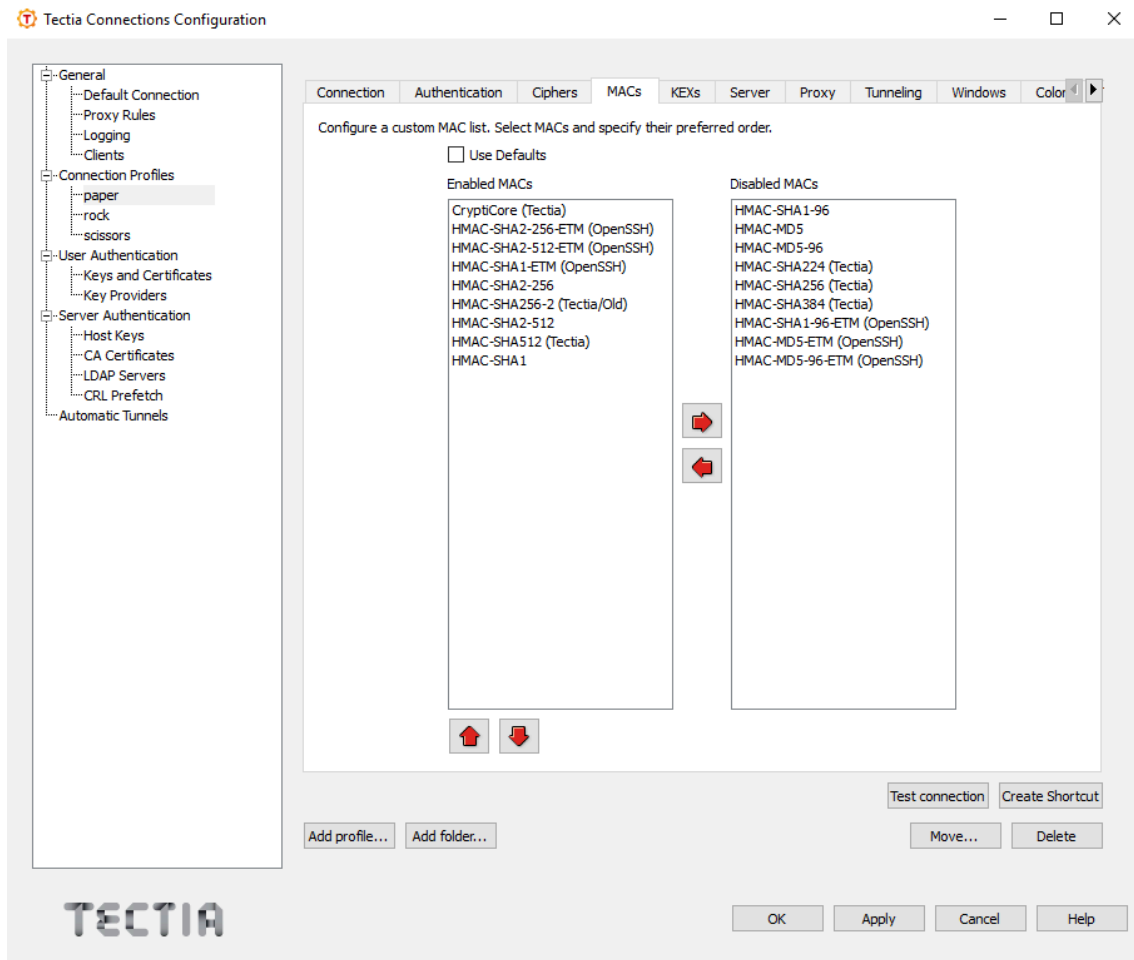 Tectia Connections Configuration
General
Default Connection
Proxy Rules
Logging
Clients
Connection Profiles
paper
rock
scissors
User Authentication
Keys and Certificates
Key Providers
Server Authentication
Host Keys
CA Certificates
LDAP Servers
CRL Prefetch
Automatic Tunnels
Connection Authentication Ciphers MACs KEXs Server Proxy Tunneling Windows Color
Configure a custom MAC list. Select MACs and specify their preferred order.
Use Defaults
Enabled MACs
CryptiCore (Tectia)
HMAC-SHA2-256-ETM (OpenSSH)
HMAC-SHA2-512-ETM (OpenSSH)
HMAC-SHA1-ETM (OpenSSH)
HMAC-SHA2-256
HMAC-SHA256-2 (Tectia/Old)
HMAC-SHA2-512
HMAC-SHA512 (Tectia)
HMAC-SHA1
Disabled MACs
HMAC-SHA1-96
HMAC-MD5
HMAC-MD5-96
HMAC-SHA224 (Tectia)
HMAC-SHA256 (Tectia)
HMAC-SHA384 (Tectia)
HMAC-SHA1-96-ETM (OpenSSH)
HMAC-MD5-ETM (OpenSSH)
HMAC-MD5-96-ETM (OpenSSH)
Test connection Create Shortcut
Add profile... Add folder... Move... Delete
TECTIA
OK Apply Cancel Help